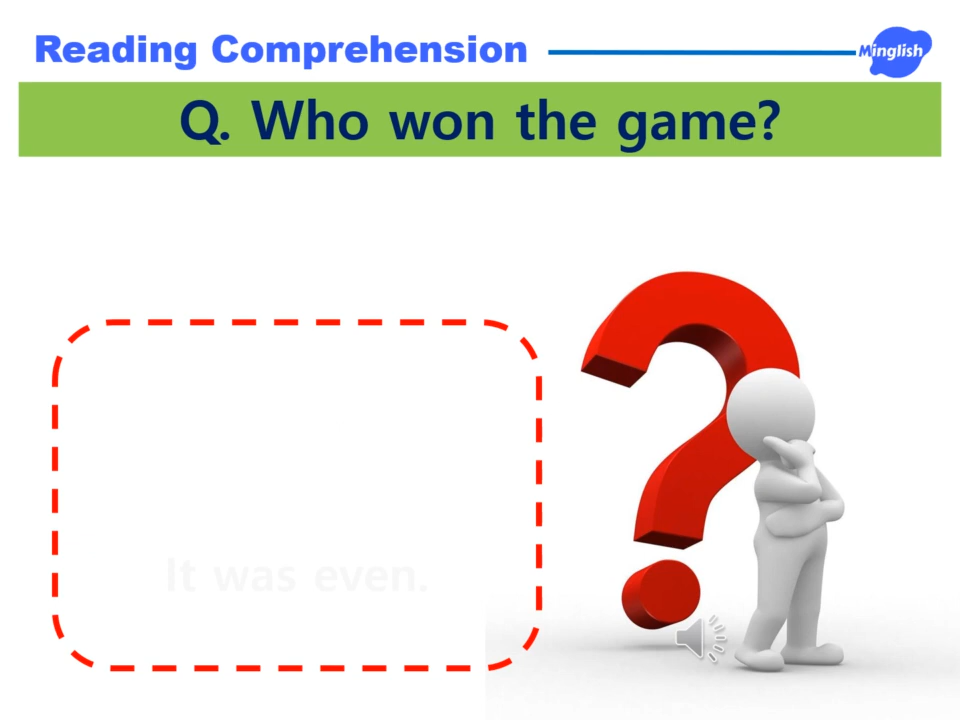 Reading Comprehension
Minglish
Q. Who won the game?
It was even.